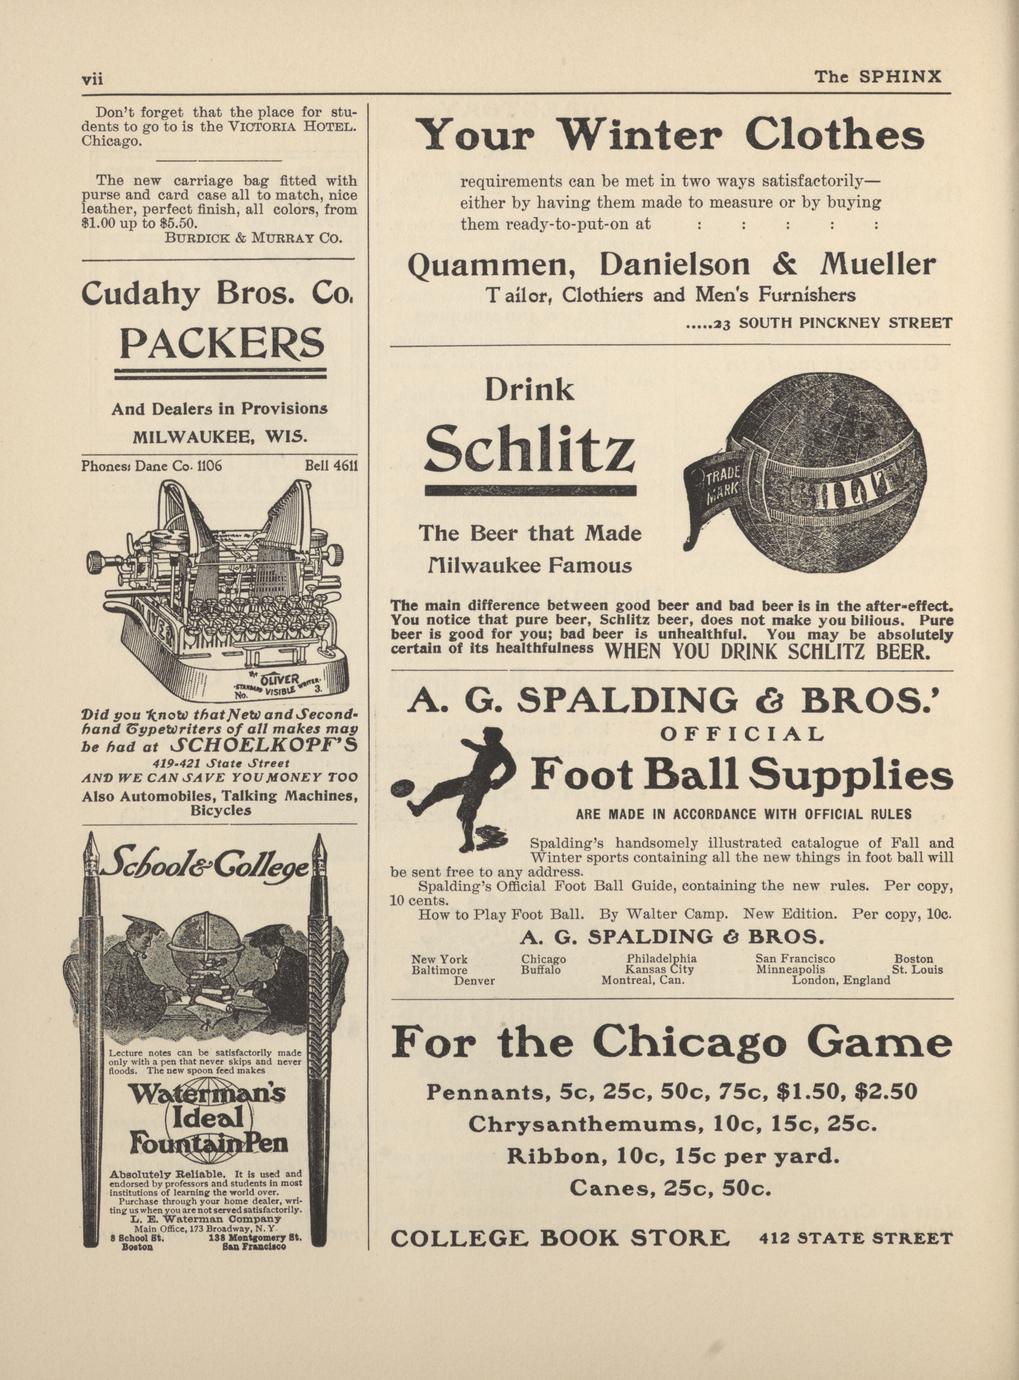 vii
The SPHINX
Don't forget that the place for stu-
dents to go to is the VICTORIA HOTEL.
Chicago.
The new carriage bag fitted with
purse and card case all to match, nice
leather, perfect finish, all colors, from
$1.00 up to $5.50.
BURDICK & MURRAY CO.
Cudahy Bros. Co.
PACKERS
And Dealers in Provisions
MILWAUKEE, WIS.
Phones: Dane Co. 1106 Bell 4611
The OLIVER
STANDARD VISIBLE WRITER
No. 3.
Did you know that New and Second-
hand Typewriters of all makes may
be had at SCHOELKOPF'S
419-421 State Street
AND WE CAN SAVE YOU MONEY TOO
Also Automobiles, Talking Machines,
Bicycles
School & College
Lecture notes can be satisfactorily made
only with a pen that never skips and never
floods. The new spoon feed makes
Waterman's
Ideal
Fountain Pen
Absolutely Reliable. It is used and
endorsed by professors and students in most
institutions of learning the world over.
Purchase through your home dealer, wri-
ting us when you are not served satisfactorily.
L. E. Waterman Company
Main Office, 173 Broadway, N. Y.
8 School St. 138 Montgomery St.
Boston San Francisco
Your Winter Clothes
requirements can be met in two ways satisfactorily—
either by having them made to measure or by buying
them ready-to-put-on at : : : : :
Quammen, Danielson & Mueller
Tailor, Clothiers and Men's Furnishers
.....23 SOUTH PINCKNEY STREET
Drink
Schlitz
The Beer that Made
Milwaukee Famous
TRADE
MARK
SCHLITZ
The main difference between good beer and bad beer is in the after-effect.
You notice that pure beer, Schlitz beer, does not make you bilious. Pure
beer is good for you; bad beer is unhealthful. You may be absolutely
certain of its healthfulness WHEN YOU DRINK SCHLITZ BEER.
A. G. SPALDING & BROS.'
OFFICIAL
Foot Ball Supplies
ARE MADE IN ACCORDANCE WITH OFFICIAL RULES
Spalding's handsomely illustrated catalogue of Fall and
Winter sports containing all the new things in foot ball will
be sent free to any address.
Spalding's Official Foot Ball Guide, containing the new rules. Per copy,
10 cents.
How to Play Foot Ball. By Walter Camp. New Edition. Per copy, 10c.
A. G. SPALDING & BROS.
New York Chicago Philadelphia San Francisco Boston
Baltimore Buffalo Kansas City Minneapolis St. Louis
Denver Montreal, Can. London, England
For the Chicago Game
Pennants, 5c, 25c, 50c, 75c, $1.50, $2.50
Chrysanthemums, 10c, 15c, 25c.
Ribbon, 10c, 15c per yard.
Canes, 25c, 50c.
COLLEGE BOOK STORE 412 STATE STREET